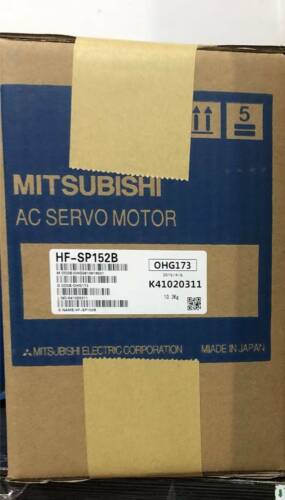 5
MITSUBISHI
AC SERVO MOTOR
HF-SP152B
OHG173
K41020311
MITSUBISHI ELECTRIC CORPORATION
MADE IN JAPAN